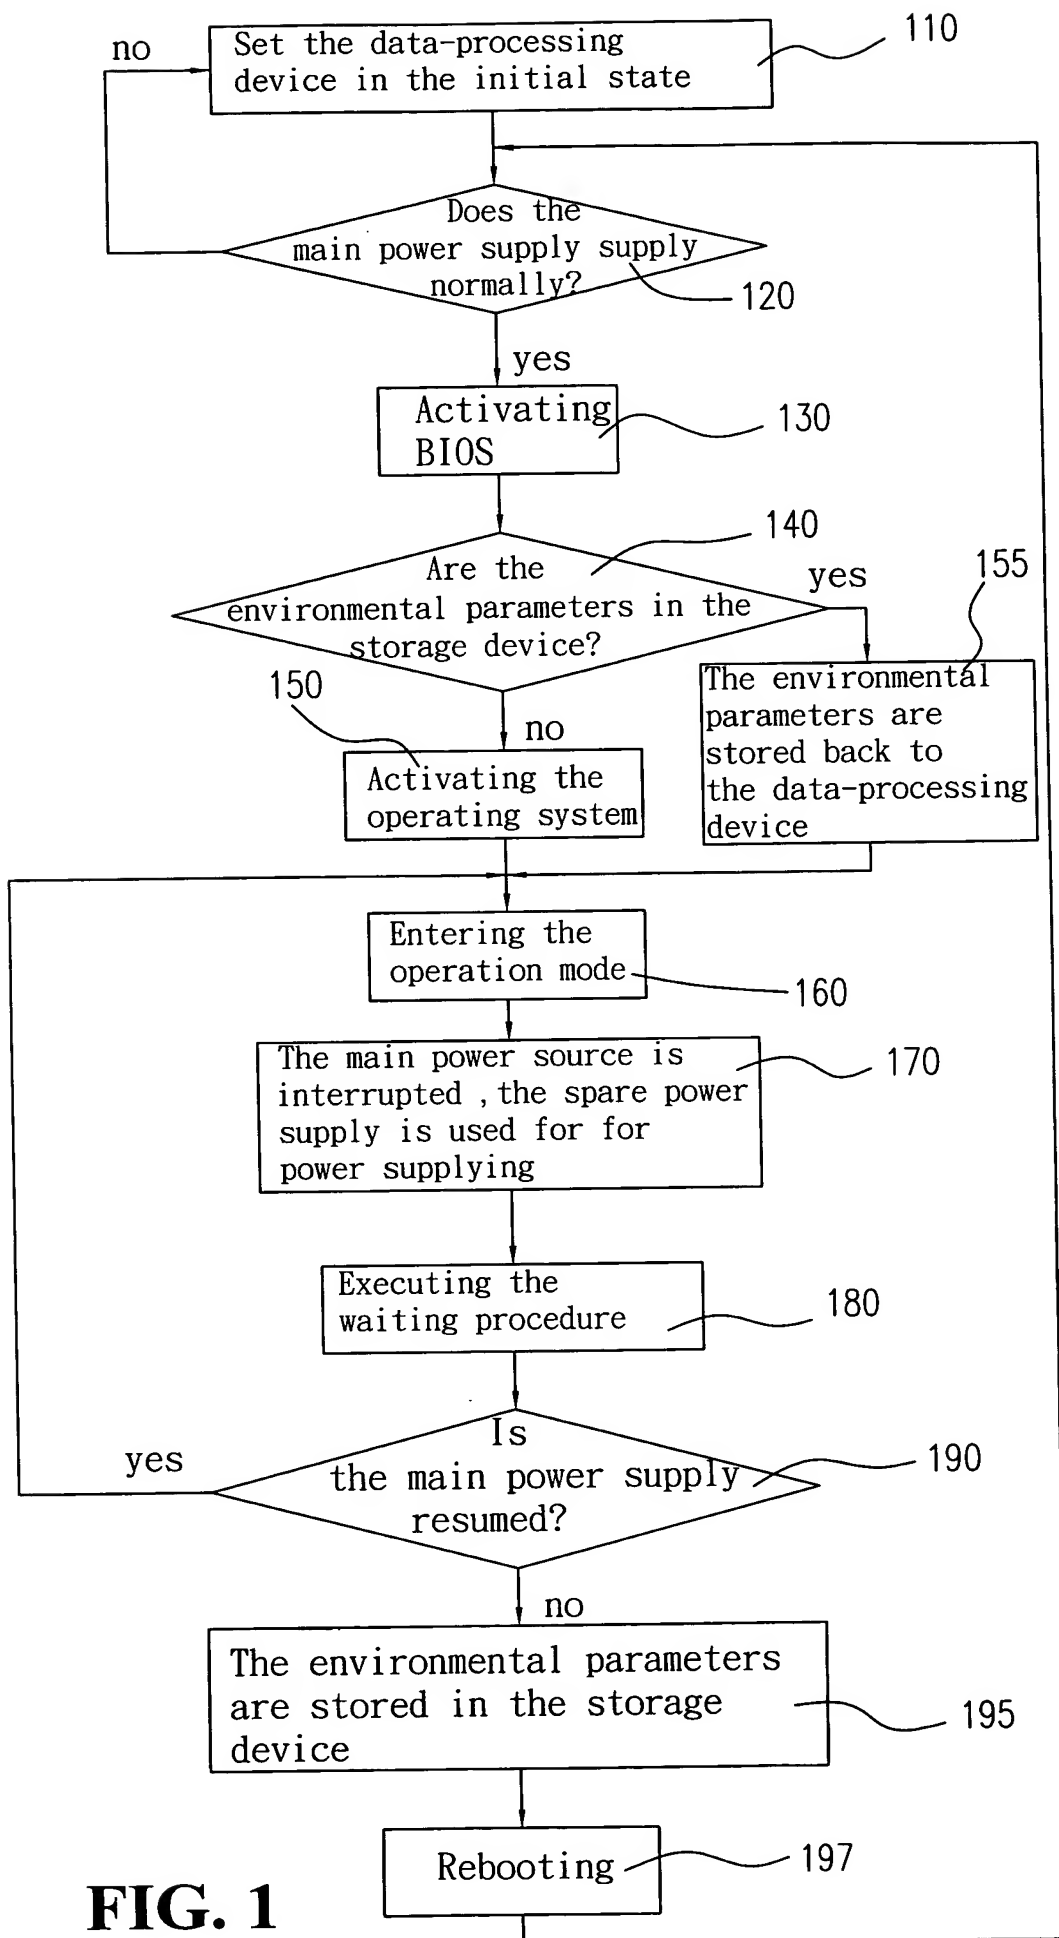 110
no
Set the data-processing
device in the initial state
Does the
main power supply supply
normally?
120
yes
Activating
BIOS
130
140
Are the
environmental parameters in the
storage device?
yes
155
150
no
The environmental
parameters are
stored back to
the data-processing
device
Activating the
operating system
Entering the
operation mode
160
The main power source is
interrupted , the spare power
supply is used for for
power supplying
170
Executing the
waiting procedure
180
Is
the main power supply
resumed?
190
yes
no
The environmental parameters
are stored in the storage
device
195
Rebooting
197
FIG. 1